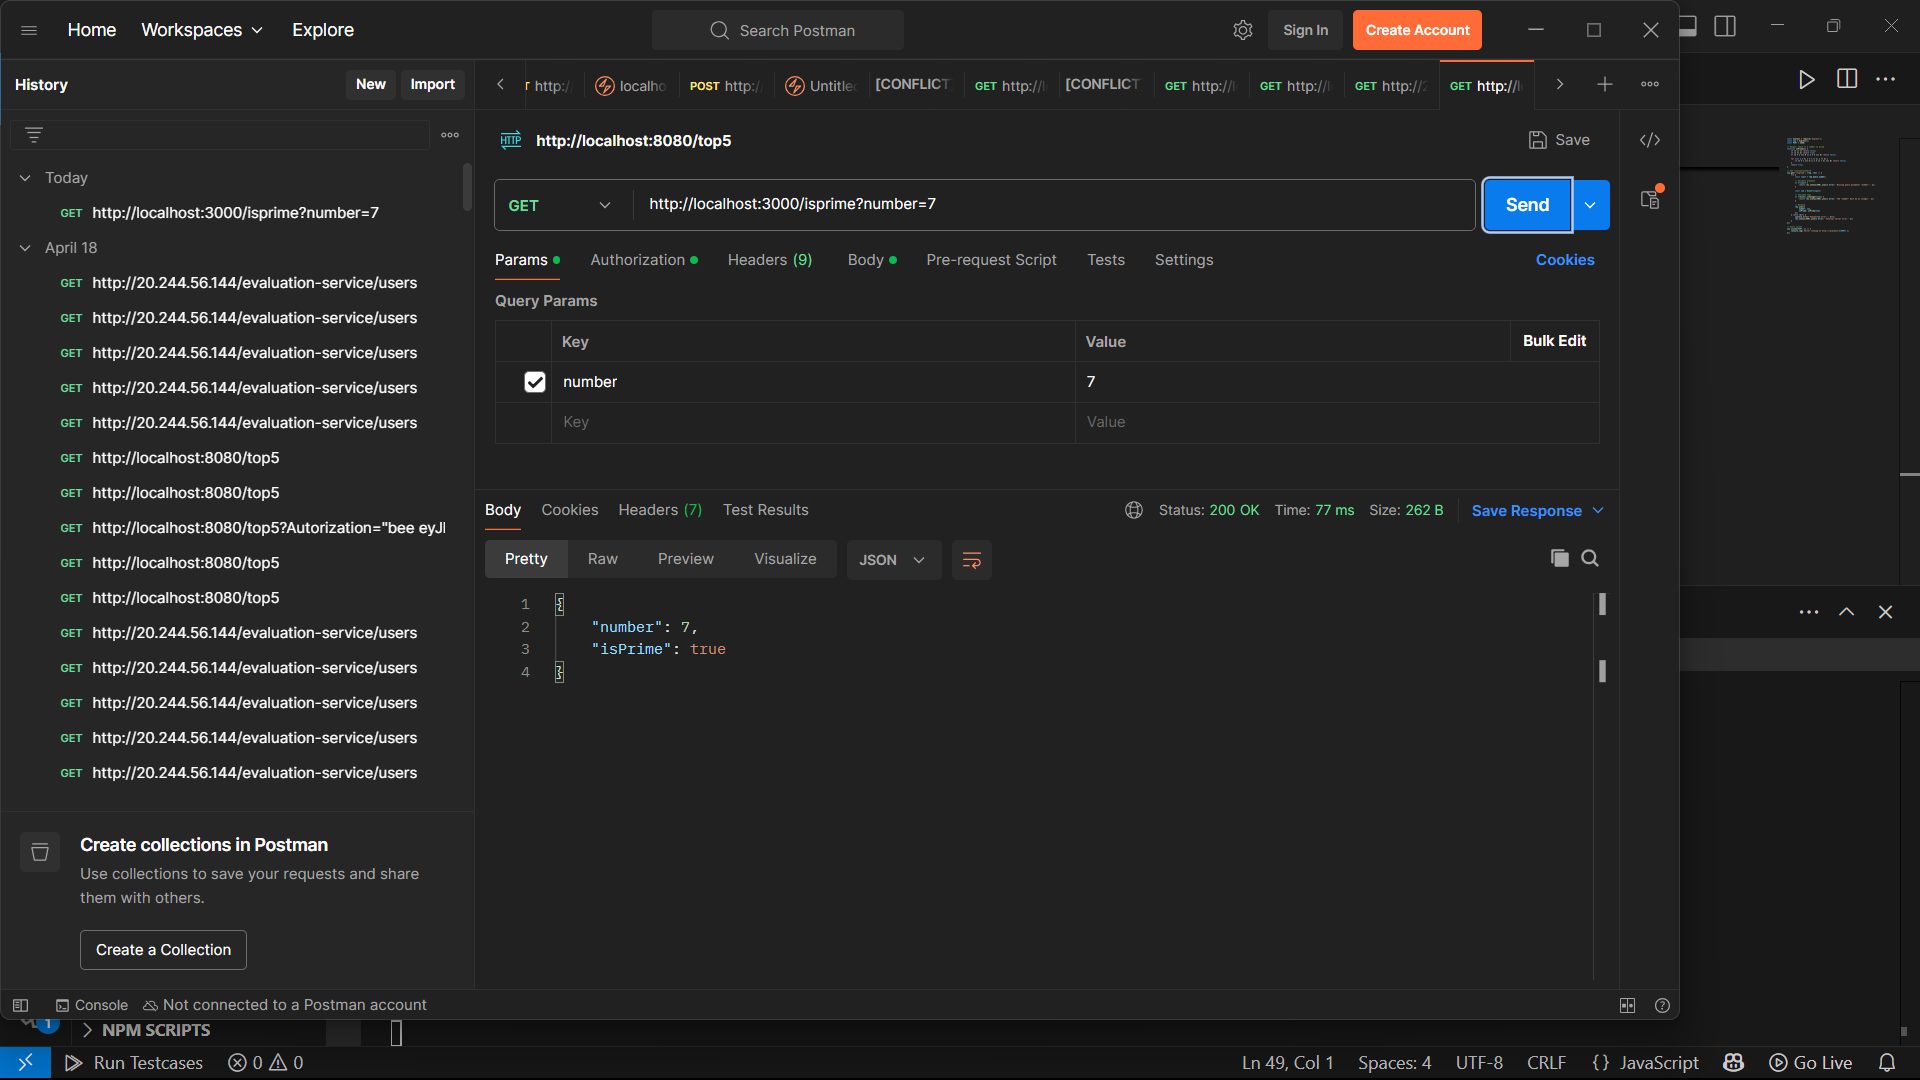 Home Workspaces Explore Search Postman Sign In Create Account
History New Import
http:/ localho POST http:/ Untitle [CONFLICT GET http://l [CONFLICT GET http://l GET http://l GET http://2 GET http://l
HTTP http://localhost:8080/top5 Save
Today
GET http://localhost:3000/isprime?number=7
April 18
GET http://20.244.56.144/evaluation-service/users
GET http://20.244.56.144/evaluation-service/users
GET http://20.244.56.144/evaluation-service/users
GET http://20.244.56.144/evaluation-service/users
GET http://20.244.56.144/evaluation-service/users
GET http://localhost:8080/top5
GET http://localhost:8080/top5
GET http://localhost:8080/top5?Autorization="bee eyJl
GET http://localhost:8080/top5
GET http://localhost:8080/top5
GET http://20.244.56.144/evaluation-service/users
GET http://20.244.56.144/evaluation-service/users
GET http://20.244.56.144/evaluation-service/users
GET http://20.244.56.144/evaluation-service/users
GET http://20.244.56.144/evaluation-service/users
Create collections in Postman
Use collections to save your requests and share
them with others.
Create a Collection
GET http://localhost:3000/isprime?number=7 Send
Params Authorization Headers (9) Body Pre-request Script Tests Settings Cookies
Query Params
Key Value Bulk Edit
number 7
Key Value
Body Cookies Headers (7) Test Results Status: 200 OK Time: 77 ms Size: 262 B Save Response
Pretty Raw Preview Visualize JSON
1 {
2 "number": 7,
3 "isPrime": true
4 }
Console Not connected to a Postman account
1 NPM SCRIPTS
Run Testcases 0 0 Ln 49, Col 1 Spaces: 4 UTF-8 CRLF {} JavaScript Go Live